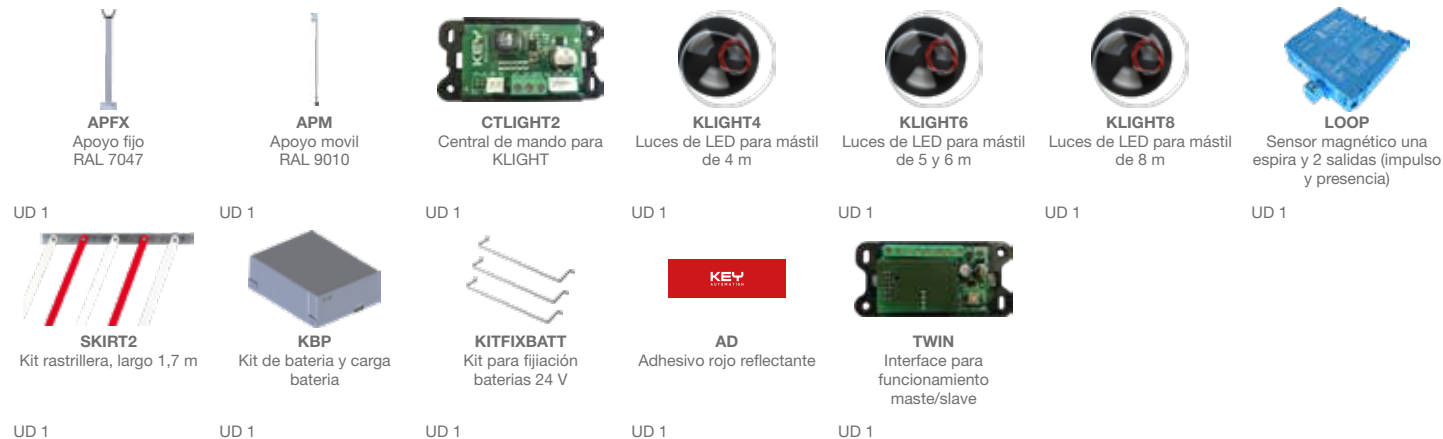 KEY
APFX
Apoyo fijo
RAL 7047
UD 1
APM
Apoyo movil
RAL 9010
UD 1
CTLIGHT2
Central de mando para
KLIGHT
UD 1
KLIGHT4
Luces de LED para mástil
de 4 m
UD 1
KLIGHT6
Luces de LED para mástil
de 5 y 6 m
UD 1
KLIGHT8
Luces de LED para mástil
de 8 m
UD 1
LOOP
Sensor magnético una
espira y 2 salidas (impulso
y presencia)
UD 1
SKIRT2
Kit rastrillera, largo 1,7 m
UD 1
KBP
Kit de bateria y carga
bateria
UD 1
KITFIXBATT
Kit para fijiación
baterias 24 V
UD 1
KEY
AUTOMATION
AD
Adhesivo rojo reflectante
UD 1
TWIN
Interface para
funcionamiento
maste/slave
UD 1